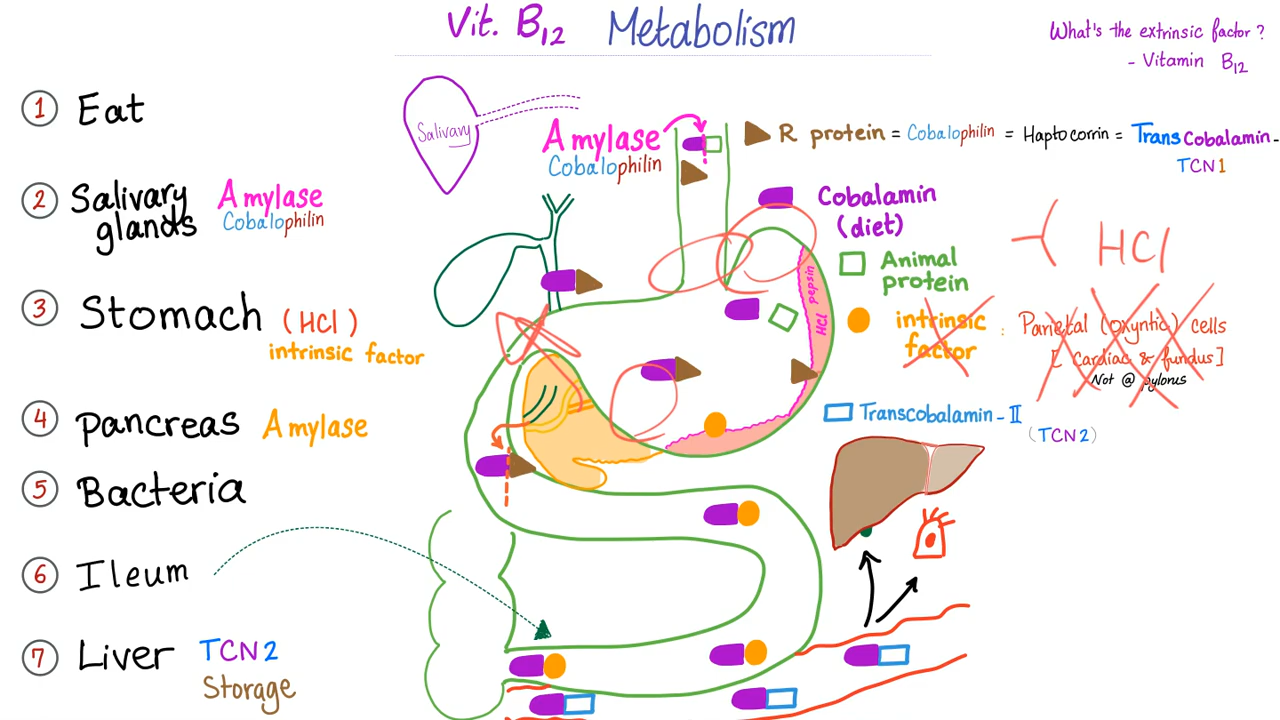 Vit. B12 Metabolism
What's the extrinsic factor?
- Vitamin B12
1 Eat
2 Salivary glands Amylase
Cobalophilin
3 Stomach (HCl)
intrinsic factor
4 Pancreas Amylase
5 Bacteria
6 Ileum
7 Liver TCN2
Storage
Salivary
Amylase
Cobalophilin
R protein = Cobalophilin = Haptocorrin = TransCobalamin-
TCN1
Cobalamin
(diet)
HCl
Animal
protein
HCl pepsin
intrinsic
factor
: Parietal (oxyntic) cells
[Cardiac & fundus]
Not @ pylorus
Transcobalamin-II
(TCN2)